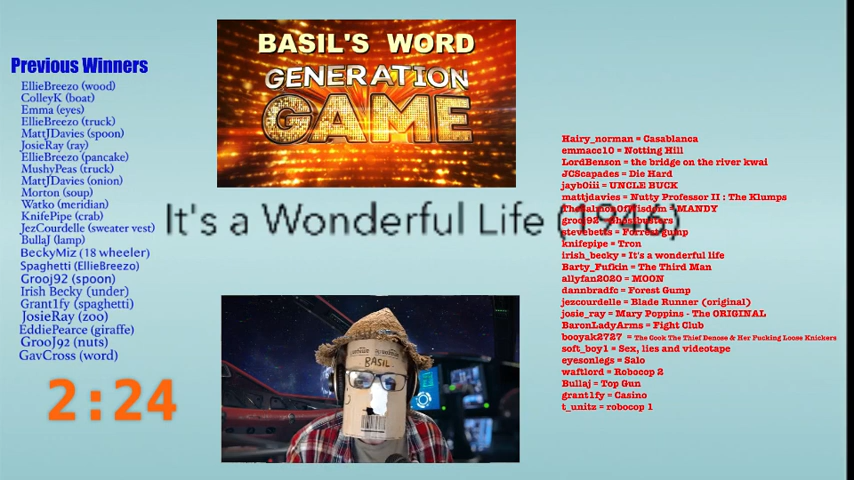 Previous Winners
EllieBreezo (wood)
ColleyK (boat)
Emma (eyes)
EllieBreezo (truck)
MattJDavies (spoon)
JosieRay (ray)
EllieBreezo (pancake)
MushyPeas (truck)
MattJDavies (onion)
Morton (soup)
Watko (meridian)
KnifePipe (crab)
JezCourdelle (sweater vest)
BullaJ (lamp)
BeckyMiz (18 wheeler)
Spaghetti (EllieBreezo)
Grooj92 (spoon)
Irish Becky (under)
Grant1fy (spaghetti)
JosieRay (zoo)
EddiePearce (giraffe)
GrooJ92 (nuts)
GavCross (word)
2:24
BASIL'S WORD
GENERATION
GAME
It's a Wonderful Life (1946)
BASIL
Hairy_norman = Casablanca
emmacc10 = Notting Hill
LordBenson = the bridge on the river kwai
JCScapades = Die Hard
jayb0iii = UNCLE BUCK
mattjdavies = Nutty Professor II : The Klumps
= MANDY
grooj92 = Ghostbusters
stevebetts = Forrest gump
knifepipe = Tron
irish_becky = It's a wonderful life
Barty_Fufkin = The Third Man
allyfan2020 = MOON
dannbradfc = Forest Gump
jezcourdelle = Blade Runner (original)
josie_ray = Mary Poppins - The ORIGINAL
BaronLadyArms = Fight Club
booyak2727 = The Cook The Thief Denose & Her Pucking Loose Knickers
soft_boy1 = Sex, lies and videotape
eyesonlegs = Salo
waftlord = Robocop 2
Bullaj = Top Gun
grant1fy = Casino
t_unitz = robocop 1